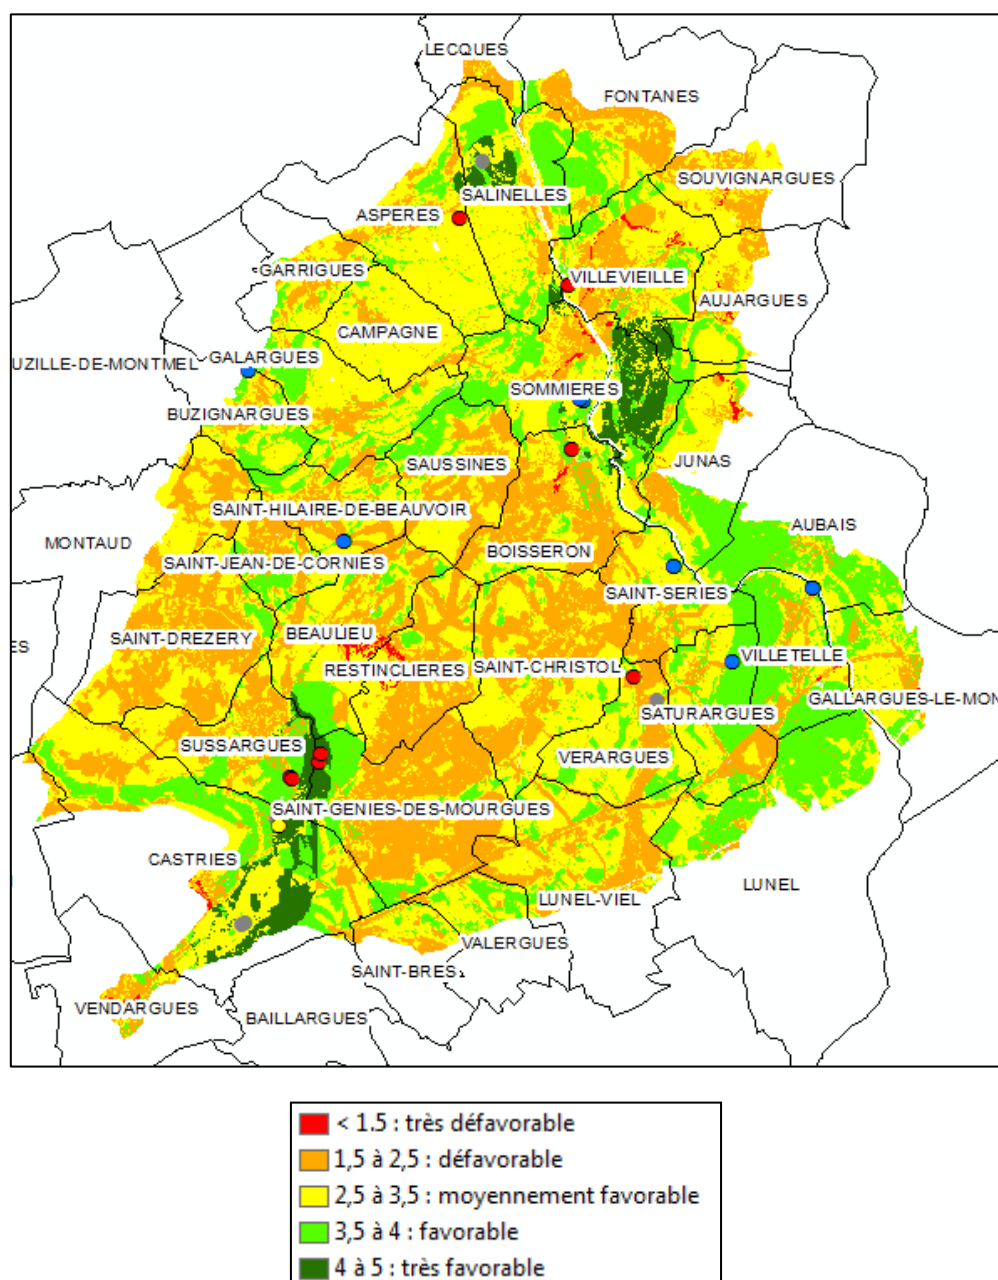 LECQUES
FONTANES
SOUVIGNARGUES
SALINELLES
ASPERES
GARRIGUES
VILLEVIEILLE
AUJARGUES
CAMPAGNE
UZILLE-DE-MONTMEL
GALARGUES
SOMMIERES
BUZIGNARGUES
SAUSSINES
JUNAS
SAINT-HILAIRE-DE-BEAUVOIR
AUBAIS
MONTAUD
BOISSERON
SAINT-JEAN-DE-CORNIES
SAINT-SERIES
ES
SAINT-DREZERY
BEAULIEU
RESTINCLIERES
SAINT-CHRISTOL
VILLETELLE
GALLARGUES-LE-MON
SATURARGUES
SUSSARGUES
VERARGUES
SAINT-GENIES-DES-MOURGUES
CASTRIES
LUNEL
LUNEL-VIEL
VALERGUES
SAINT-BRES
VENDARGUES
BAILLARGUES
< 1.5 : très défavorable
1,5 à 2,5 : défavorable
2,5 à 3,5 : moyennement favorable
3,5 à 4 : favorable
4 à 5 : très favorable